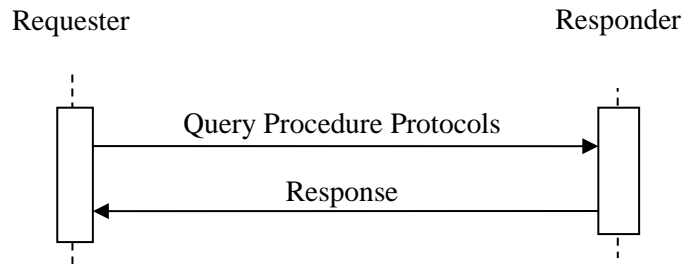 Requester
Responder
Query Procedure Protocols
Response